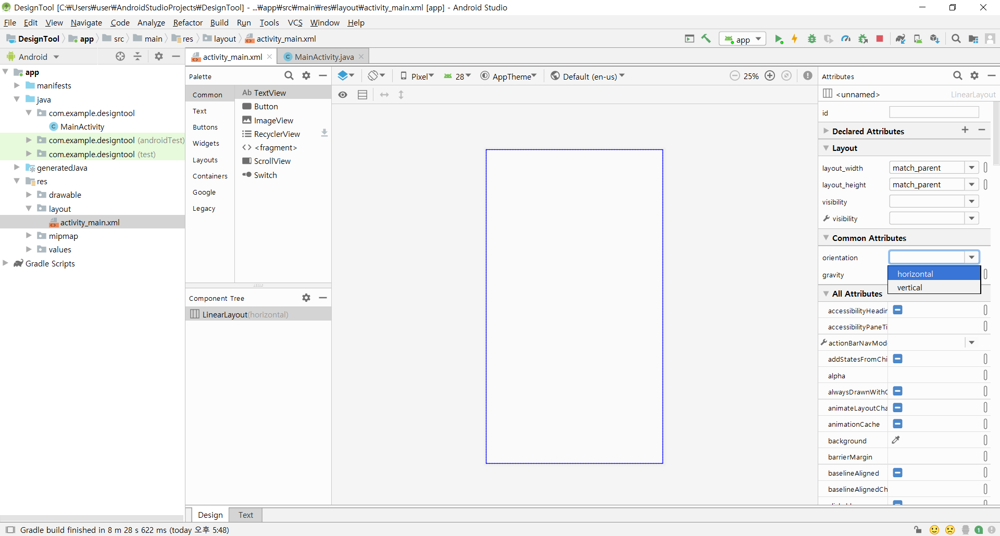 DesignTool [C:₩Users₩user₩AndroidStudioProjects₩DesignTool] - ...₩app₩src₩main₩res₩layout₩activity_main.xml [app] - Android Studio
File Edit View Navigate Code Analyze Refactor Build Run Tools VCS Window Help
DesignTool app src main res layout activity_main.xml
app
Android
activity_main.xml
MainActivity.java
app
manifests
java
com.example.designtool
MainActivity
com.example.designtool (androidTest)
com.example.designtool (test)
generatedJava
res
drawable
layout
activity_main.xml
mipmap
values
Gradle Scripts
Palette
Common
Text
Buttons
Widgets
Layouts
Containers
Google
Legacy
Ab TextView
Button
ImageView
RecyclerView
<fragment>
ScrollView
Switch
Component Tree
LinearLayout(horizontal)
Pixel 28 AppTheme Default (en-us) 25%
Attributes
<unnamed> LinearLayout
id
Declared Attributes
Layout
layout_width match_parent
layout_height match_parent
visibility
visibility
Common Attributes
orientation
horizontal
vertical
gravity
All Attributes
accessibilityHeadin
accessibilityPaneTi
actionBarNavMod
addStatesFromChi
alpha
alwaysDrawnWithC
animateLayoutCha
animationCache
background
barrierMargin
baselineAligned
baselineAlignedCh
Design Text
Gradle build finished in 8 m 28 s 622 ms (today 오후 5:48)
1